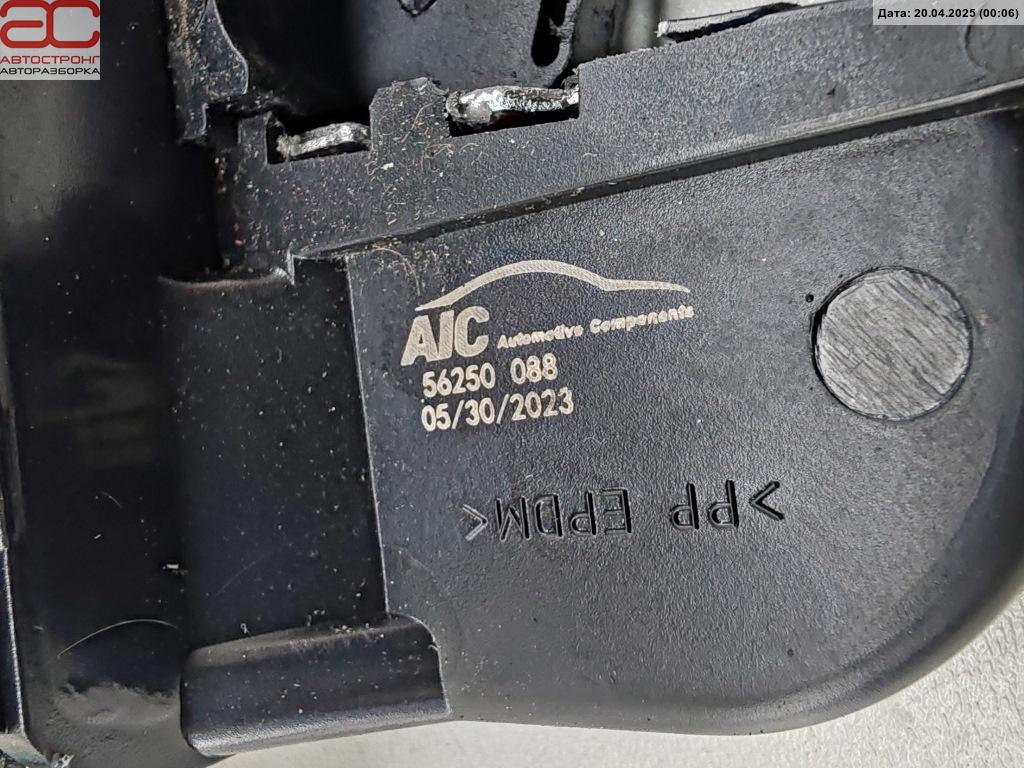 АС
АВТОСТРОНГ
АВТОРАЗБОРКА
Дата: 20.04.2025 (00:06)
AIC Automotive Components
56250 088
05/30/2023
>PP EPDM<